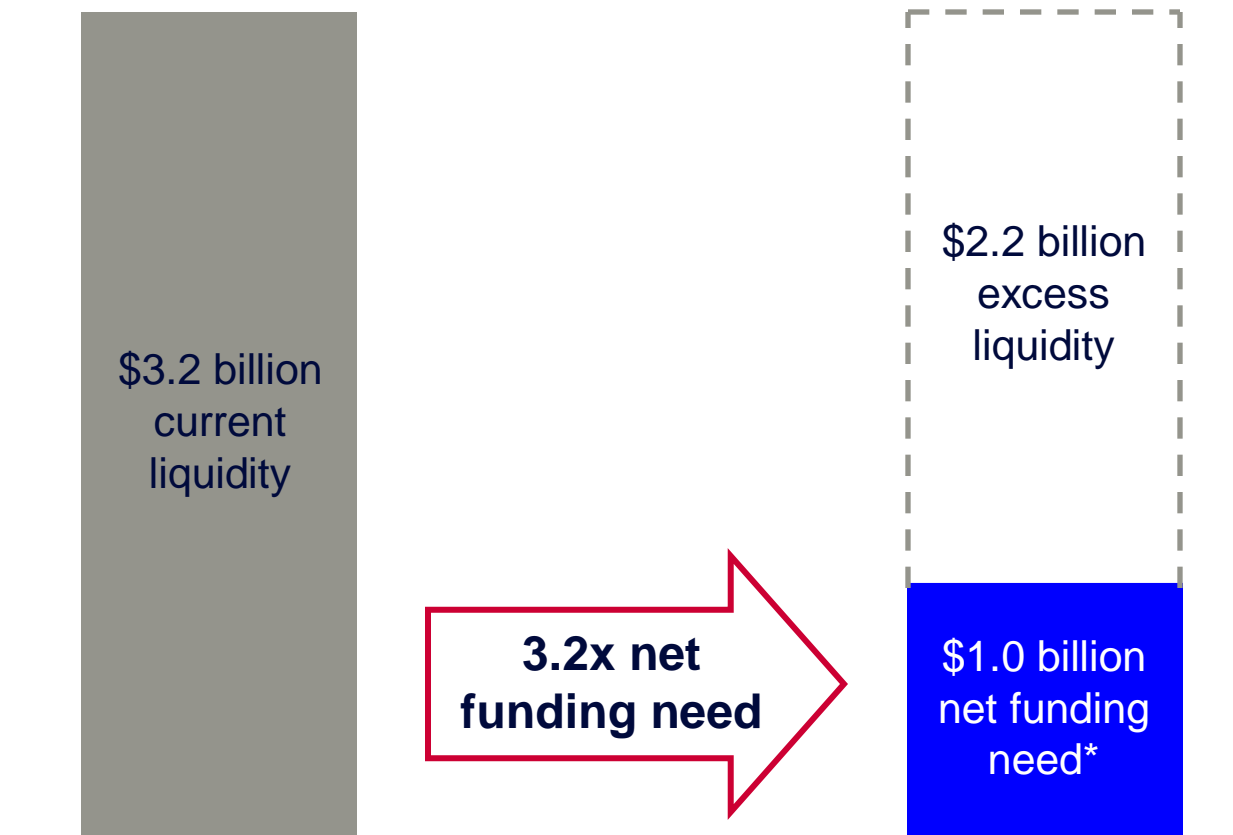 $3.2 billion
current
liquidity
3.2x net
funding need
$2.2 billion
excess
liquidity
$1.0 billion
net funding
need*